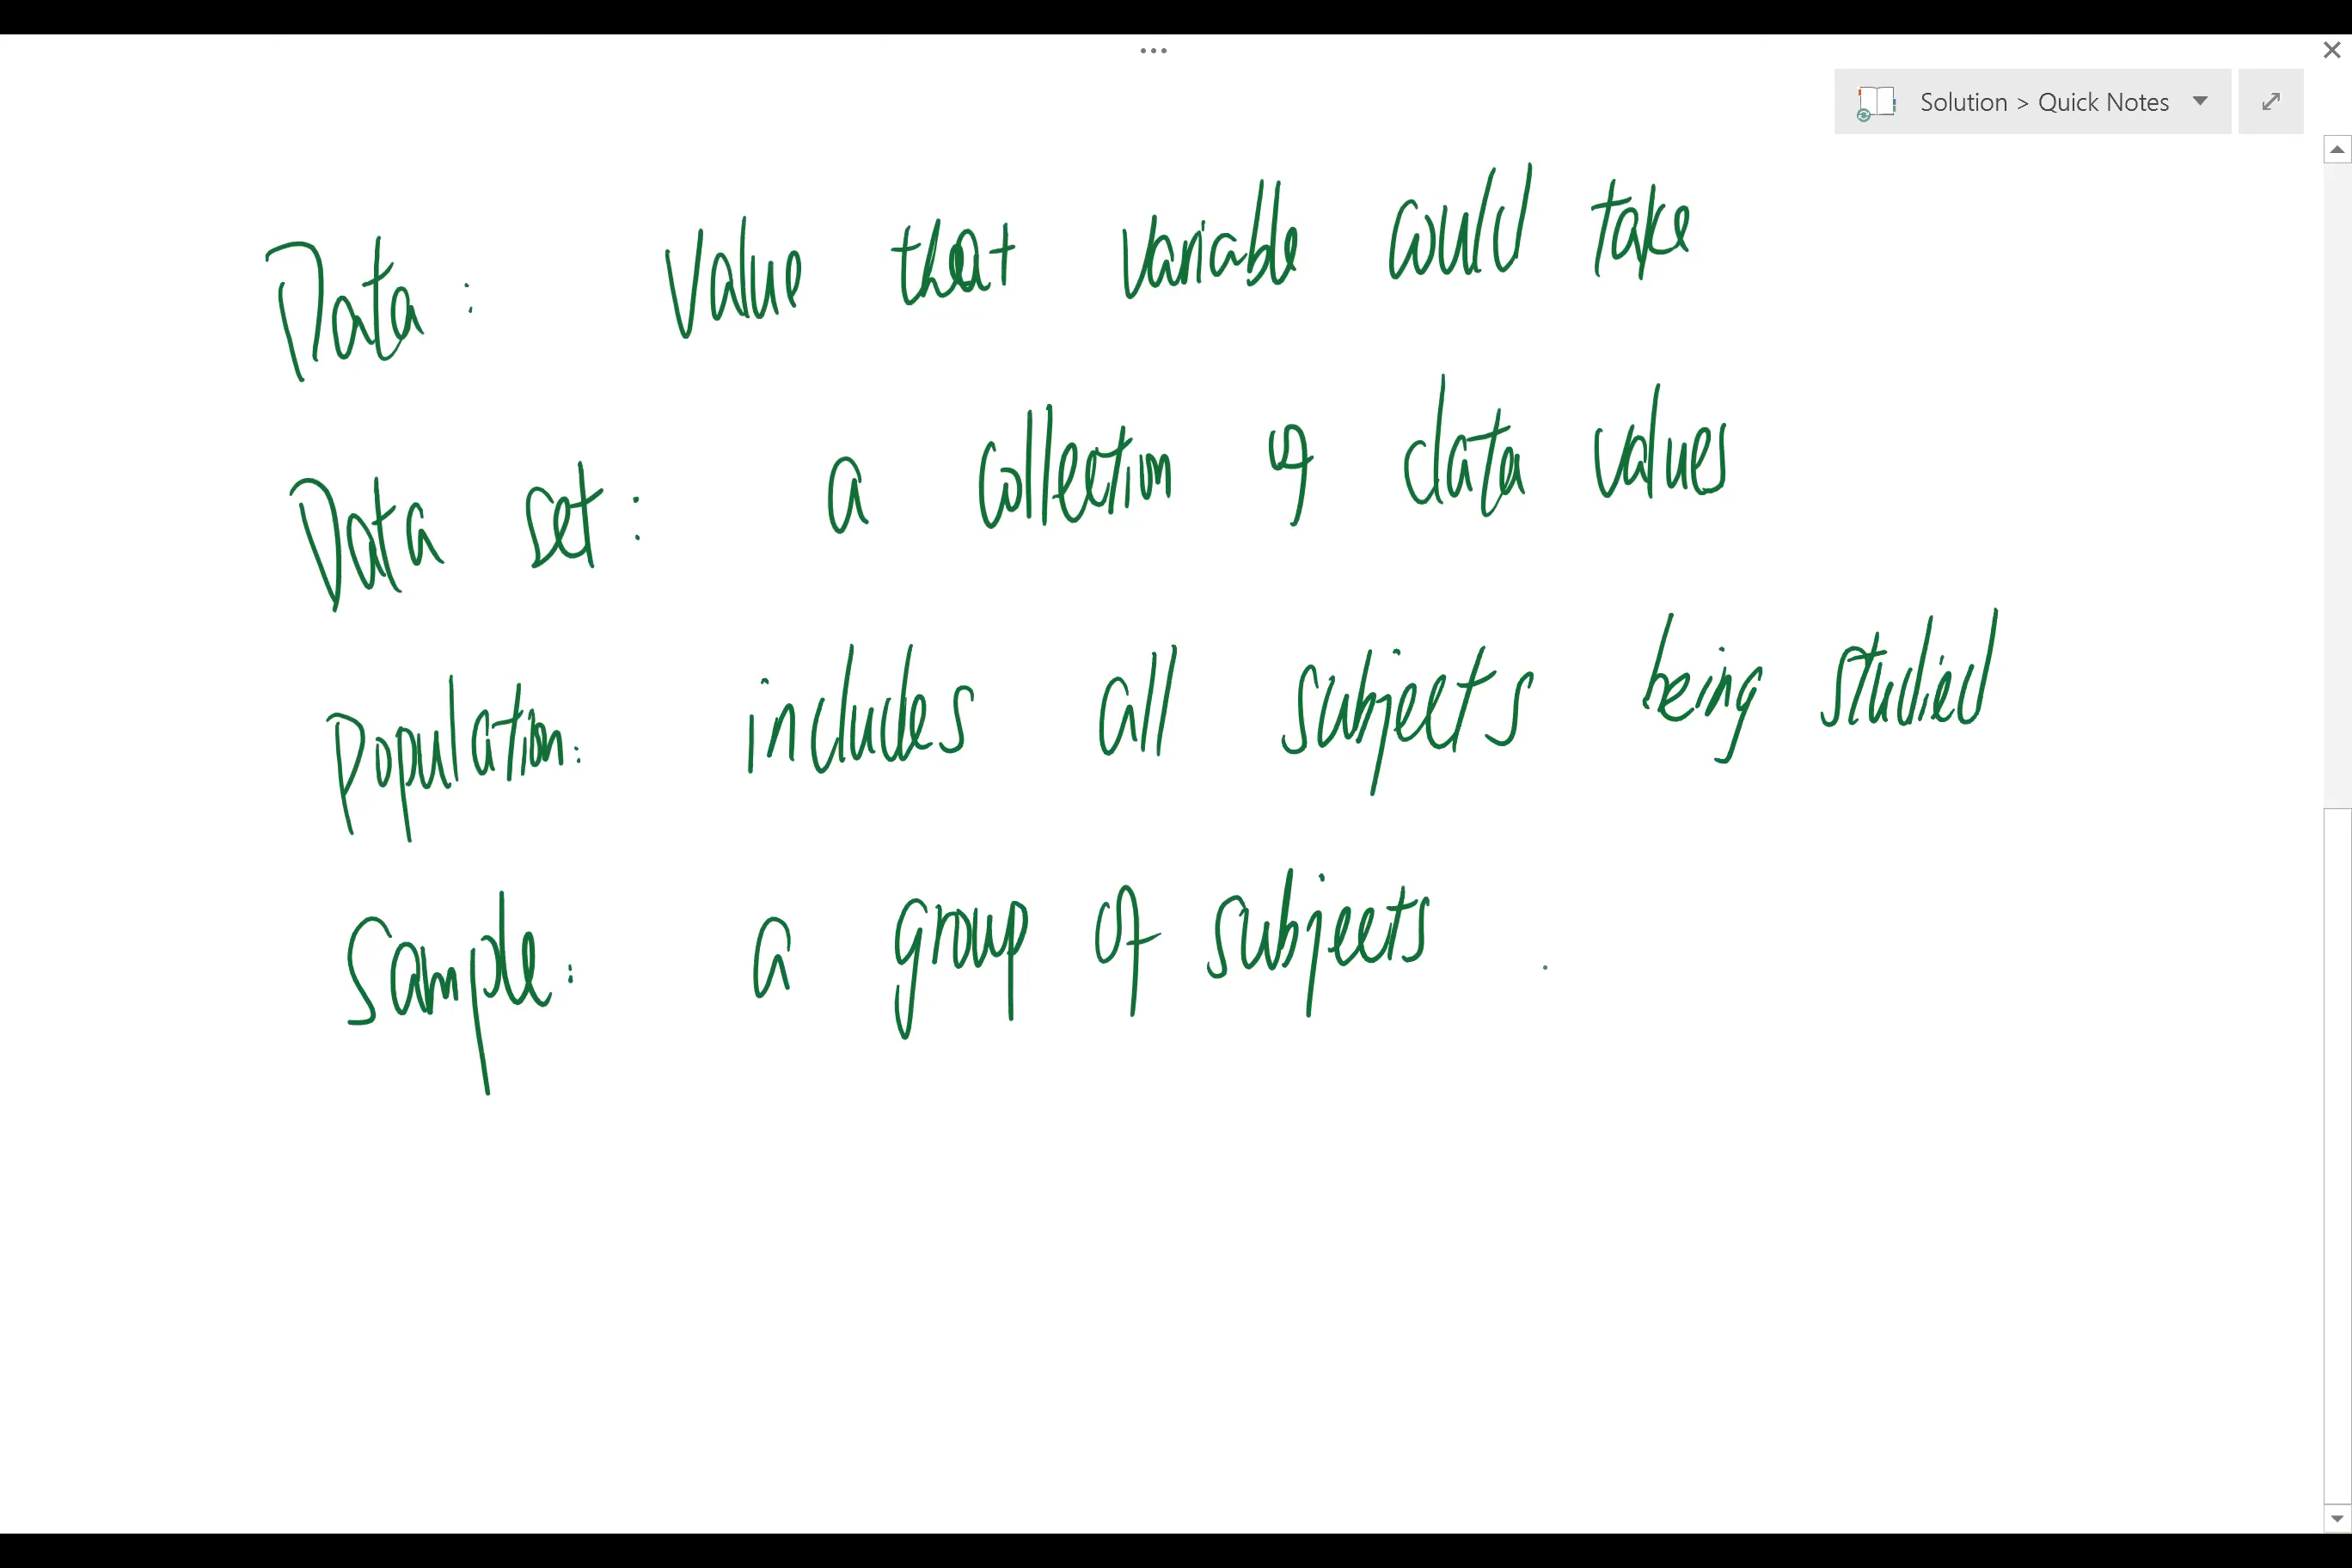 Solution > Quick Notes
Data: Value that variable could take
Data set: a collection of data values
Population: includes all subjects being studied
Sample: a group of subjects.